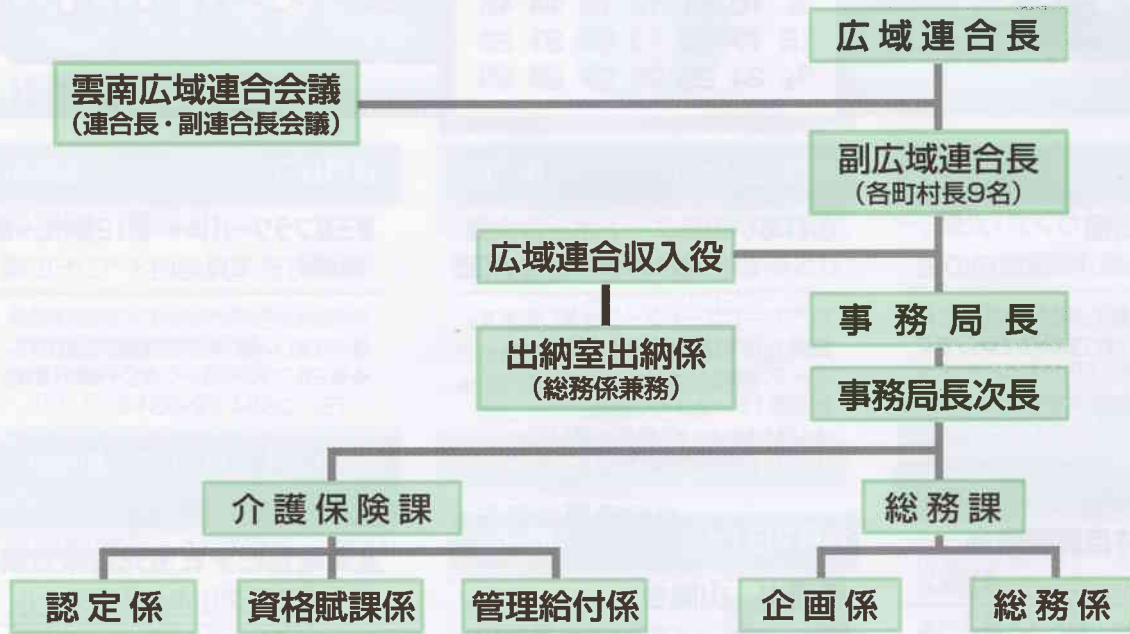 広域連合長
雲南広域連合会議
（連合長・副連合長会議）
副広域連合長
（各町村長9名）
広域連合収入役
出納室出納係
（総務係兼務）
事務局長
事務局長次長
介護保険課
総務課
認定係
資格賦課係
管理給付係
企画係
総務係